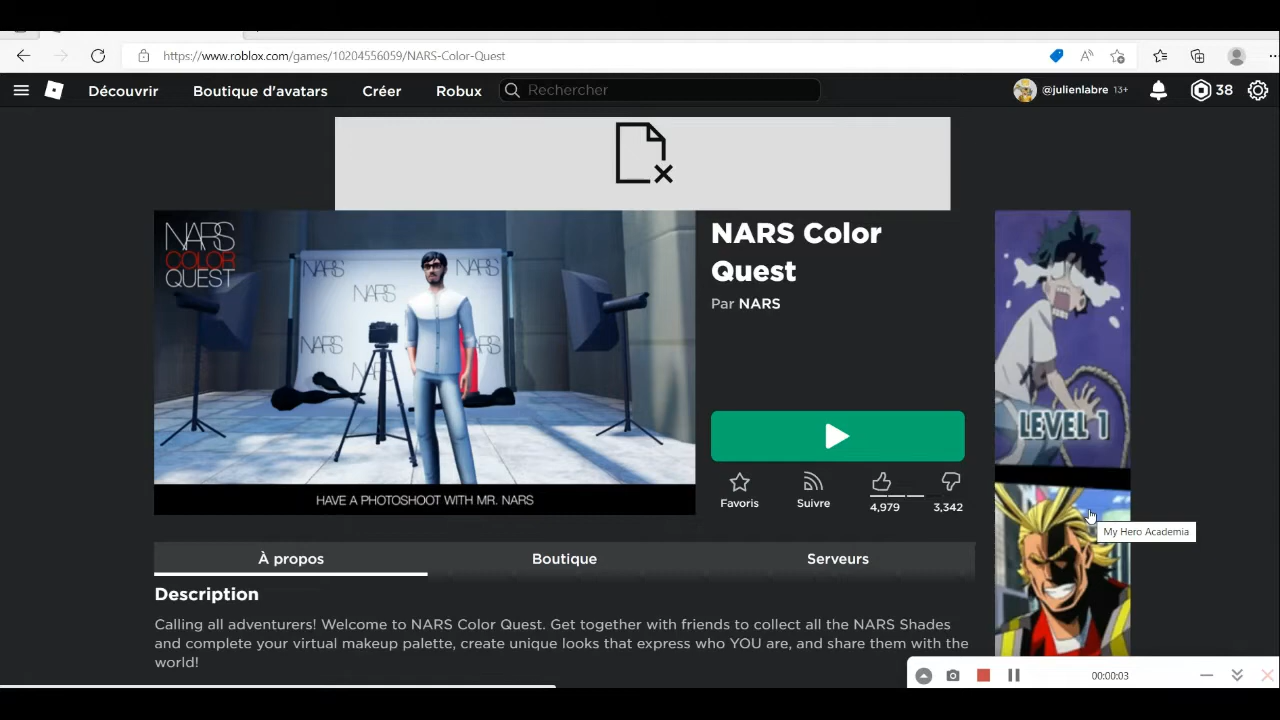 https://www.roblox.com/games/10204556059/NARS-Color-Quest
Découvrir Boutique d'avatars Créer Robux Rechercher @julienlabre 13+ 38
NARS
COLOR
QUEST
NARS NARS
NARS
NARS NARS
NARS
HAVE A PHOTOSHOOT WITH MR. NARS
NARS Color
Quest
Par NARS
Favoris Suivre 4,979 3,342
LEVEL 1
My Hero Academia
À propos Boutique Serveurs
Description
Calling all adventurers! Welcome to NARS Color Quest. Get together with friends to collect all the NARS Shades
and complete your virtual makeup palette, create unique looks that express who YOU are, and share them with the
world!
00:00:03